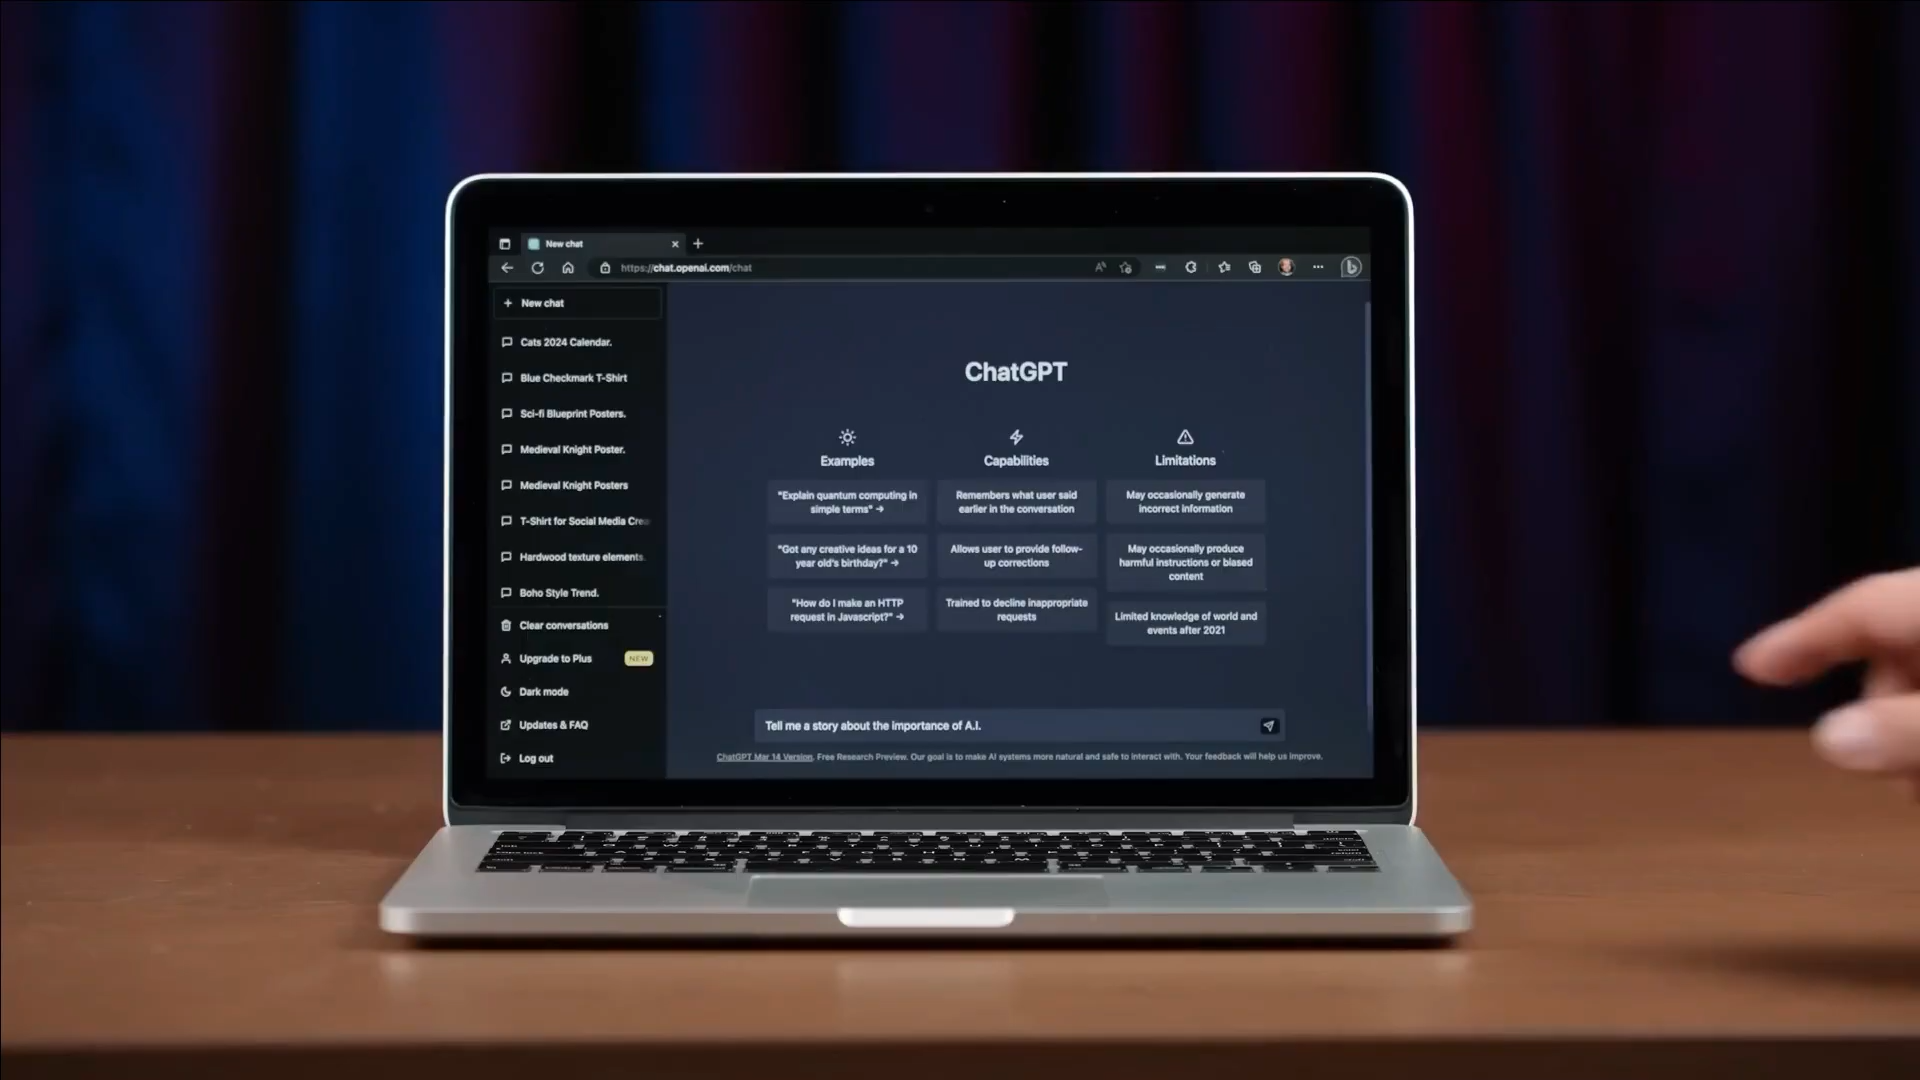 New chat
https://chat.openai.com/chat
New chat
Cats 2024 Calendar.
Blue Checkmark T-Shirt
Sci-fi Blueprint Posters.
Medieval Knight Poster.
Medieval Knight Posters
T-Shirt for Social Media Crea
Hardwood texture elements.
Boho Style Trend.
Clear conversations
Upgrade to Plus
NEW
Dark mode
Updates & FAQ
Log out
ChatGPT
Examples
"Explain quantum computing in
simple terms" →
"Got any creative ideas for a 10
year old's birthday?" →
"How do I make an HTTP
request in Javascript?" →
Capabilities
Remembers what user said
earlier in the conversation
Allows user to provide follow-
up corrections
Trained to decline inappropriate
requests
Limitations
May occasionally generate
incorrect information
May occasionally produce
harmful instructions or biased
content
Limited knowledge of world and
events after 2021
Tell me a story about the importance of A.I.
ChatGPT Mar 14 Version. Free Research Preview. Our goal is to make AI systems more natural and safe to interact with. Your feedback will help us improve.